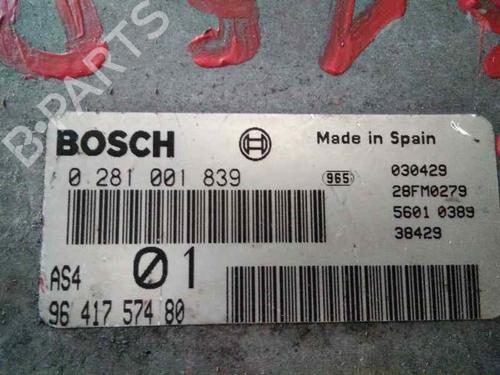 B-PARTS
BOSCH
Made in Spain
0 281 001 839
965
030429
28FM0279
5601 0389
38429
AS4
01
96 417 574 80